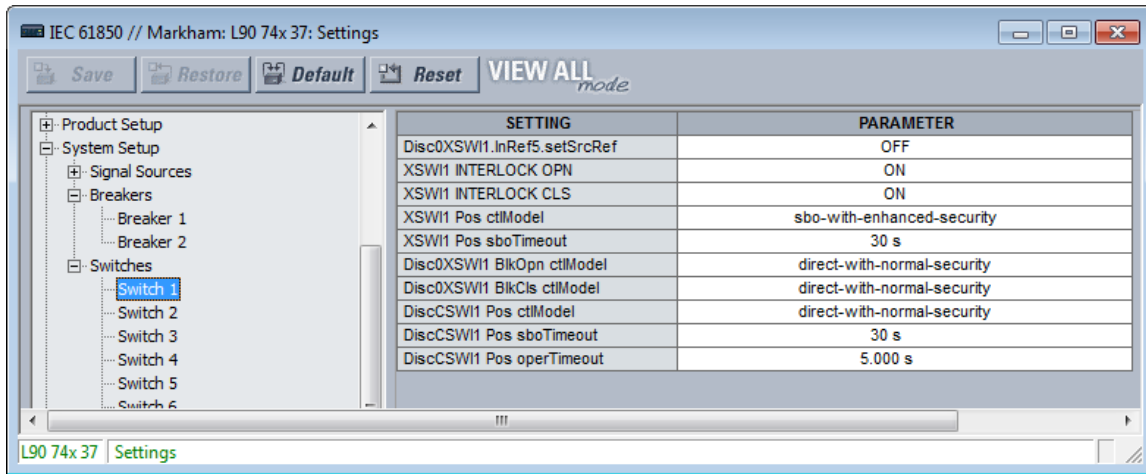 IEC 61850 // Markham: L90 74x 37: Settings
Save Restore Default Reset VIEW ALL mode
Product Setup
System Setup
Signal Sources
Breakers
Breaker 1
Breaker 2
Switches
Switch 1
Switch 2
Switch 3
Switch 4
Switch 5
Switch 6
SETTING PARAMETER
Disc0XSWI1.InRef5.setSrcRef OFF
XSWI1 INTERLOCK OPN ON
XSWI1 INTERLOCK CLS ON
XSWI1 Pos ctlModel sbo-with-enhanced-security
XSWI1 Pos sboTimeout 30 s
Disc0XSWI1 BlkOpn ctlModel direct-with-normal-security
Disc0XSWI1 BlkCls ctlModel direct-with-normal-security
DiscCSWI1 Pos ctlModel direct-with-normal-security
DiscCSWI1 Pos sboTimeout 30 s
DiscCSWI1 Pos operTimeout 5.000 s
L90 74x 37 Settings